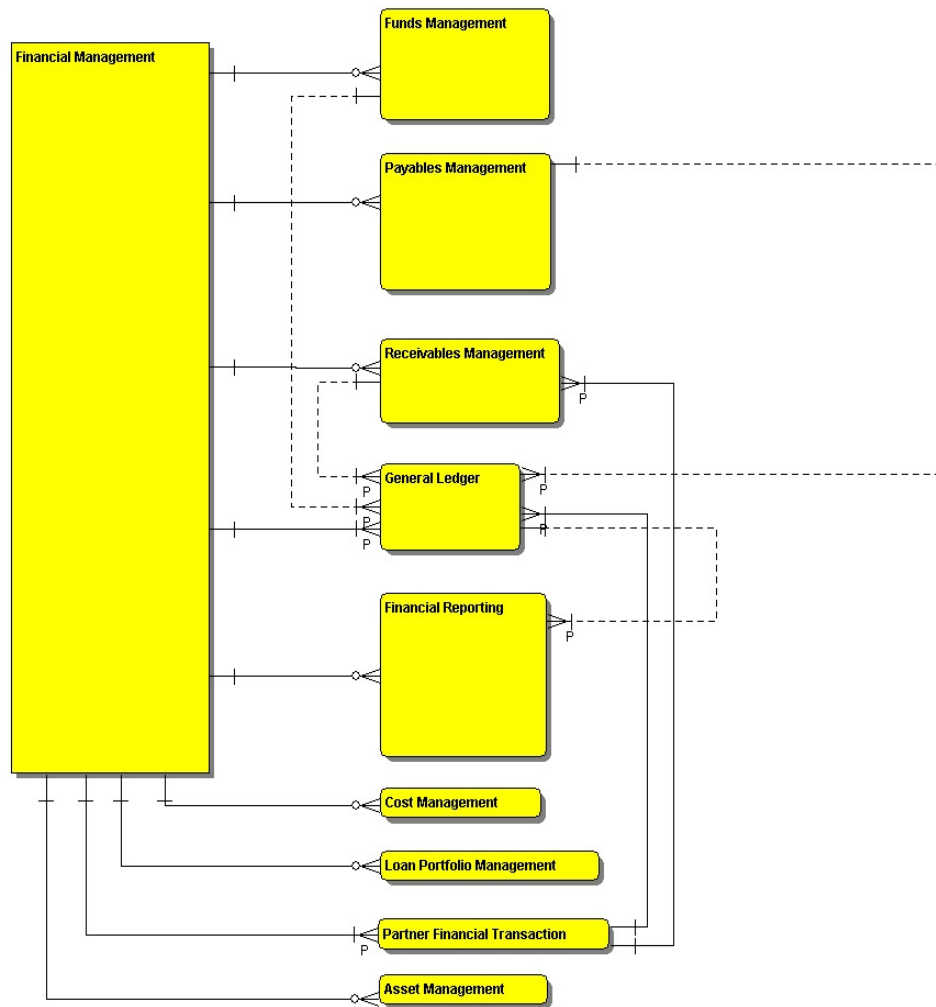 Funds Management
Financial Management
Payables Management
Receivables Management
P
General Ledger
P
P
P
P
P
Financial Reporting
P
Cost Management
Loan Portfolio Management
Partner Financial Transaction
P
Asset Management